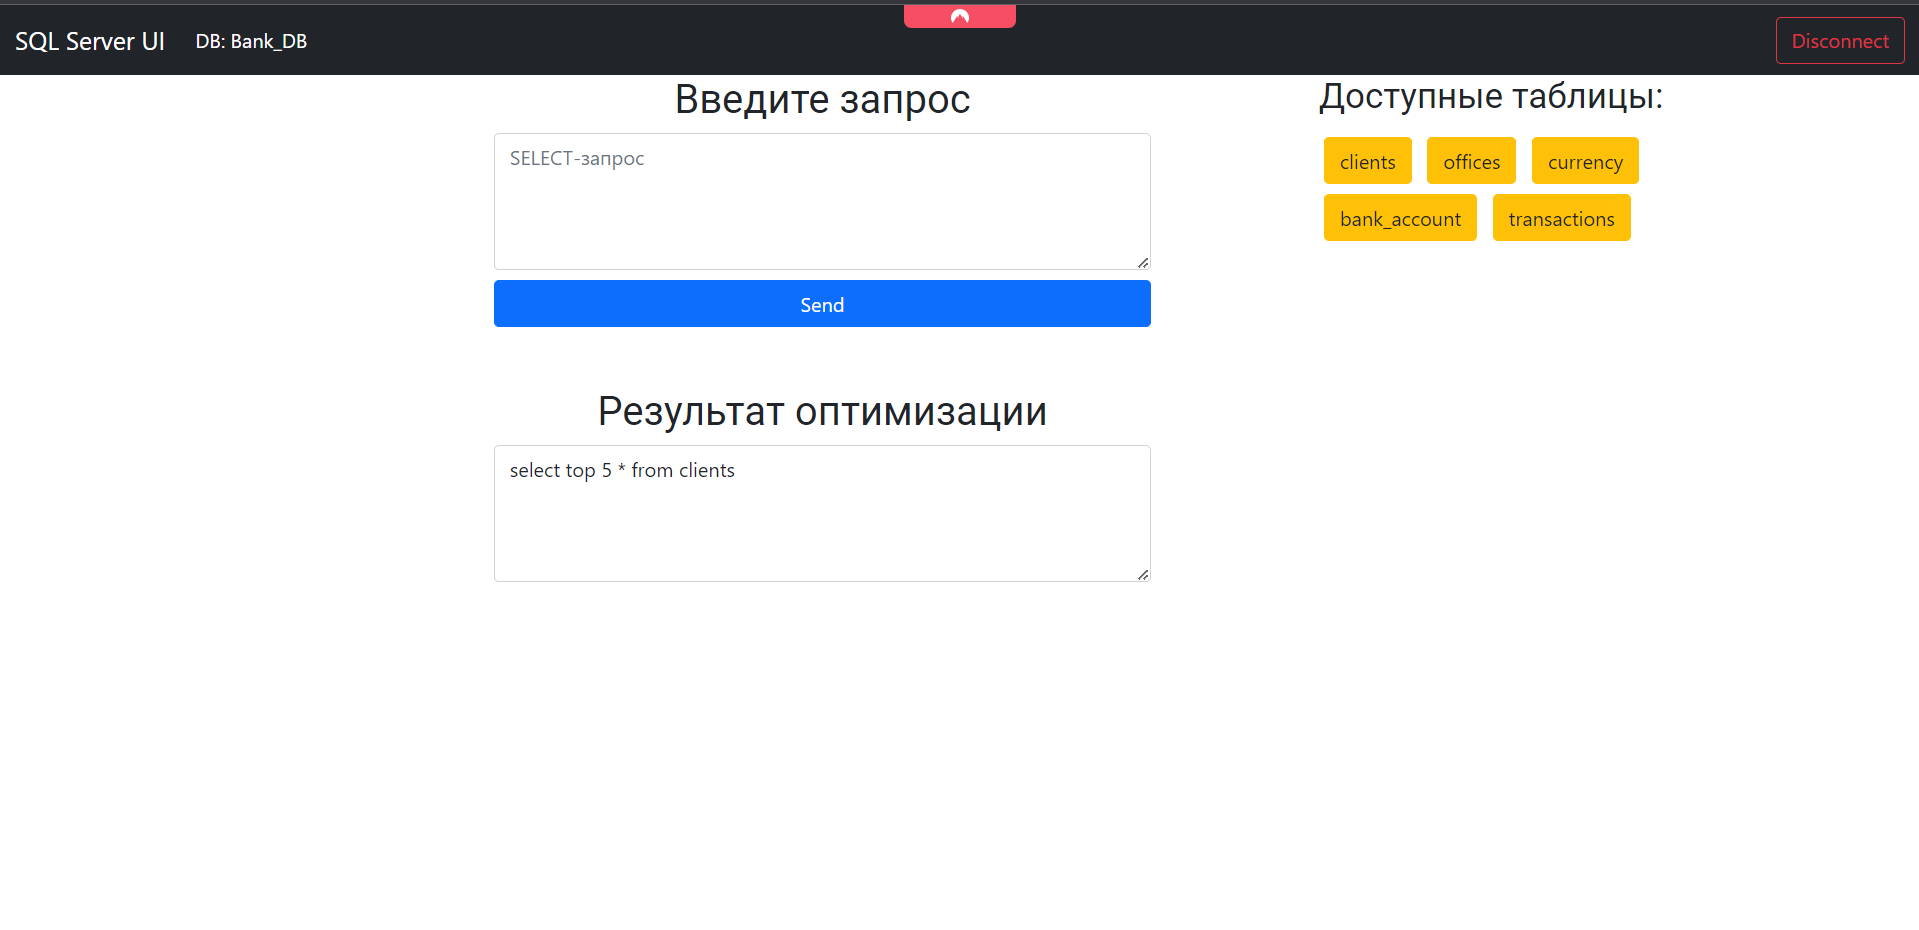 SQL Server UI DB: Bank_DB Disconnect
Введите запрос
SELECT-запрос
Send
Результат оптимизации
select top 5 * from clients
Доступные таблицы:
clients offices currency
bank_account transactions